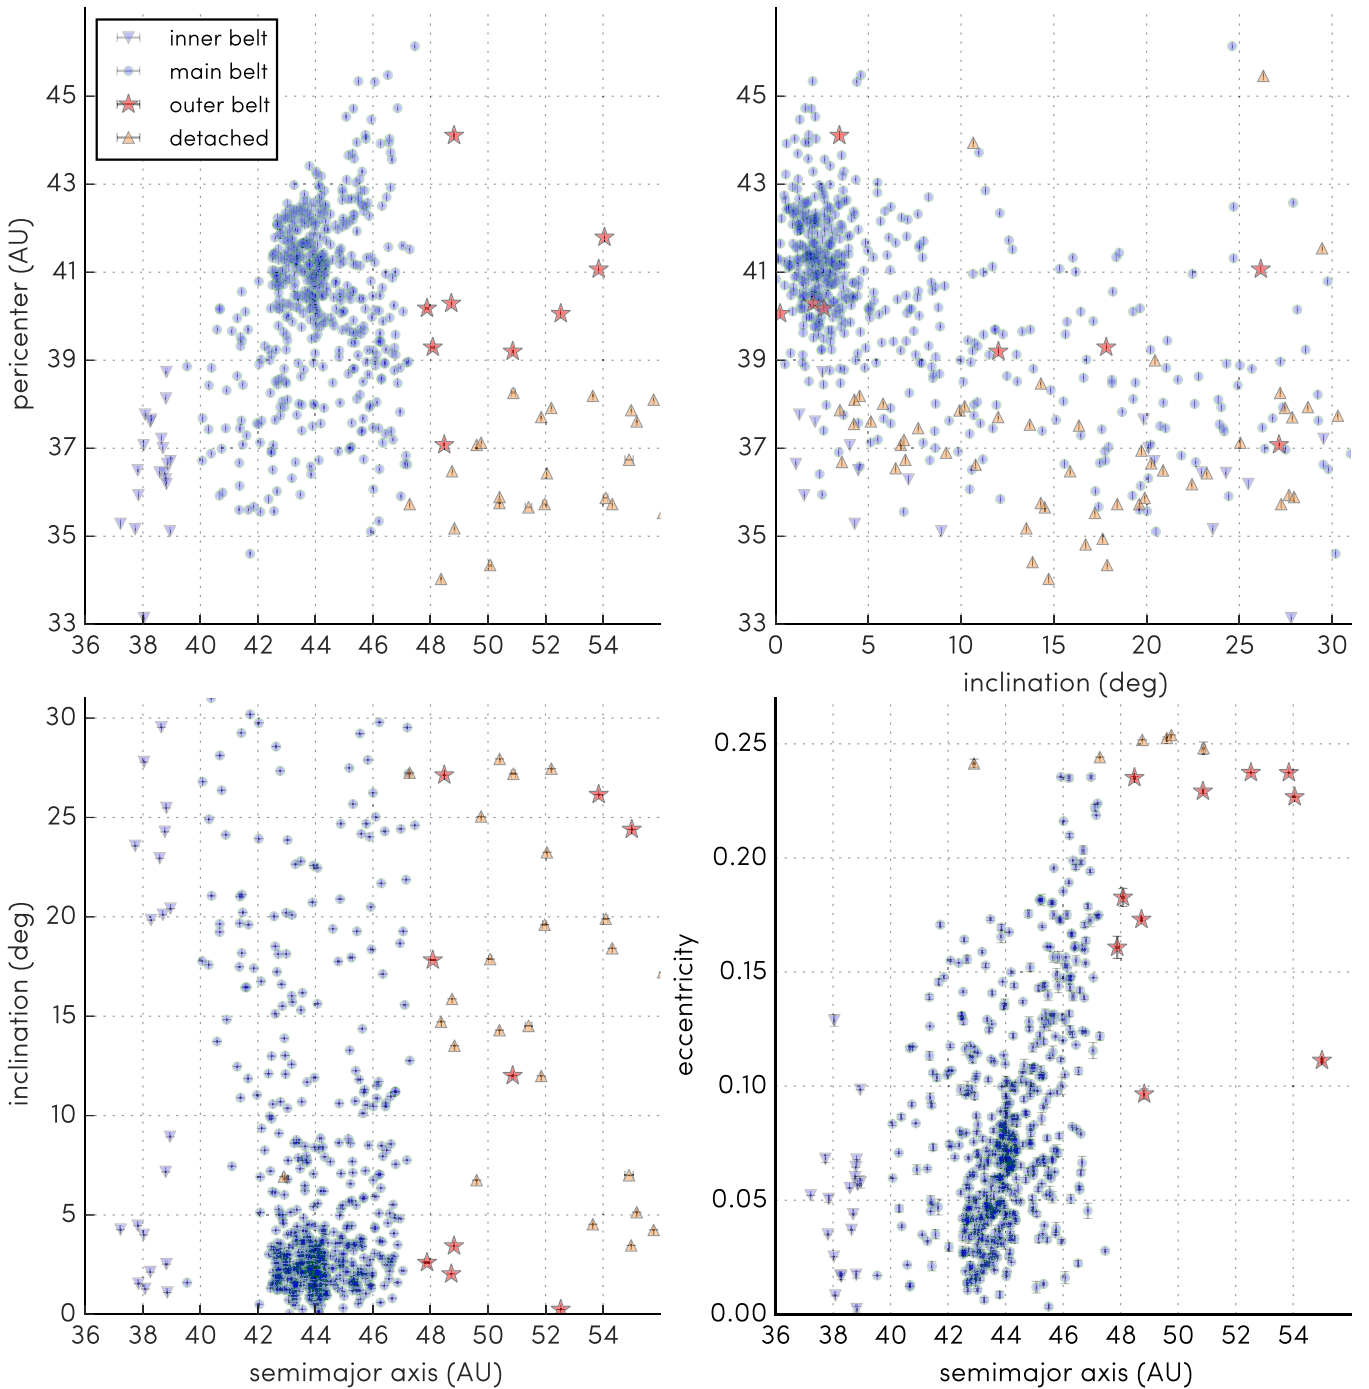 inner belt
main belt
outer belt
detached
pericenter (AU)
45
43
41
39
37
35
33
36 38 40 42 44 46 48 50 52 54
45
43
41
39
37
35
33
0 5 10 15 20 25 30
inclination (deg)
inclination (deg)
30
25
20
15
10
5
0
36 38 40 42 44 46 48 50 52 54
semimajor axis (AU)
eccentricity
0.25
0.20
0.15
0.10
0.05
0.00
36 38 40 42 44 46 48 50 52 54
semimajor axis (AU)